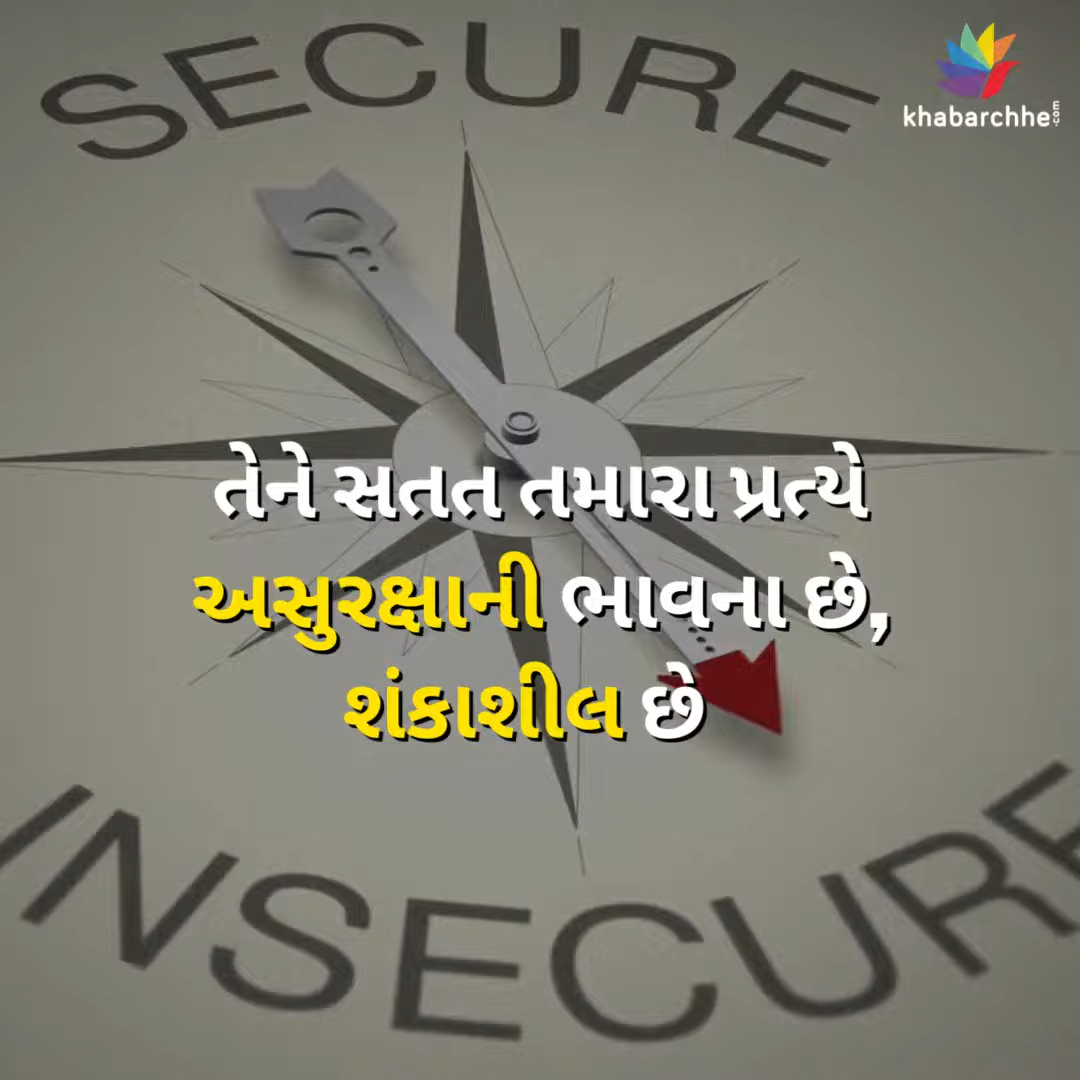 SECURE
khabarchhe.com
તેને સતત તમારા પ્રત્યે
અસુરક્ષાની ભાવના છે,
શંકાશીલ છે
INSECURE